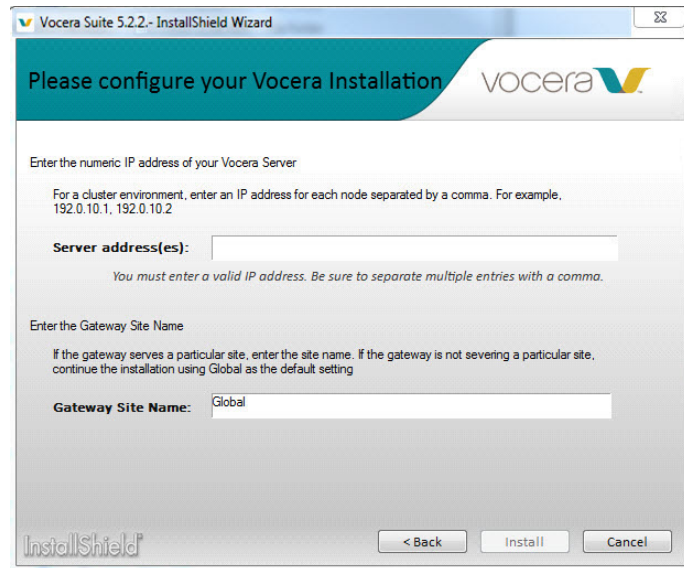 Vocera Suite 5.2.2.- InstallShield Wizard
Please configure your Vocera Installation
vocera
Enter the numeric IP address of your Vocera Server
For a cluster environment, enter an IP address for each node separated by a comma. For example,
192.0.10.1, 192.0.10.2
Server address(es):
You must enter a valid IP address. Be sure to separate multiple entries with a comma.
Enter the Gateway Site Name
If the gateway serves a particular site, enter the site name. If the gateway is not severing a particular site,
continue the installation using Global as the default setting
Gateway Site Name: Global
InstallShield
< Back Install Cancel